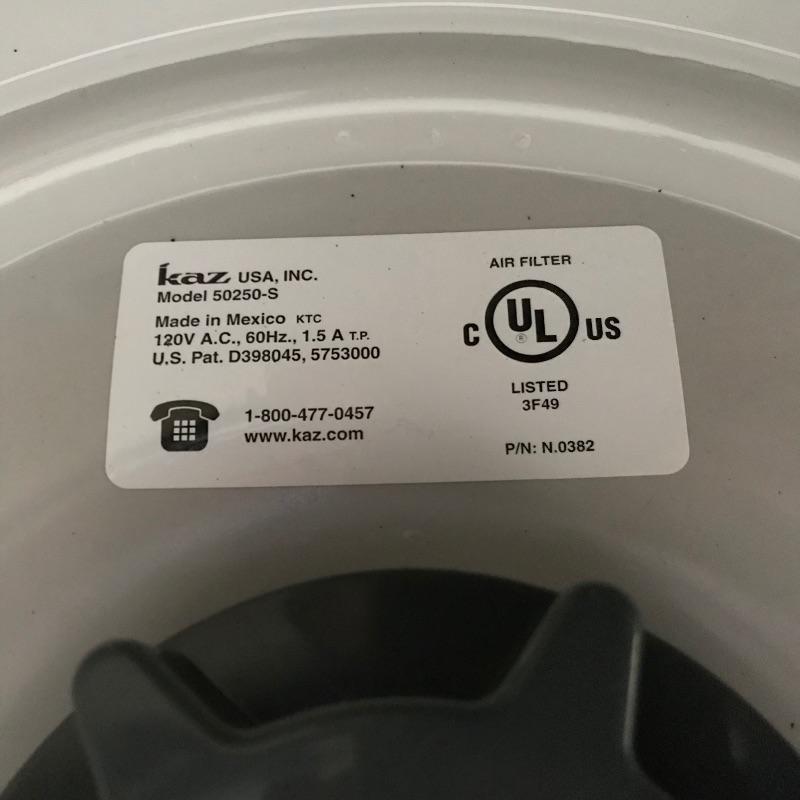 kaz USA, INC.
Model 50250-S
Made in Mexico KTC
120V A.C., 60Hz., 1.5 A T.P.
U.S. Pat. D398045, 5753000
1-800-477-0457
www.kaz.com
AIR FILTER
C UL ® US
LISTED
3F49
P/N: N.0382